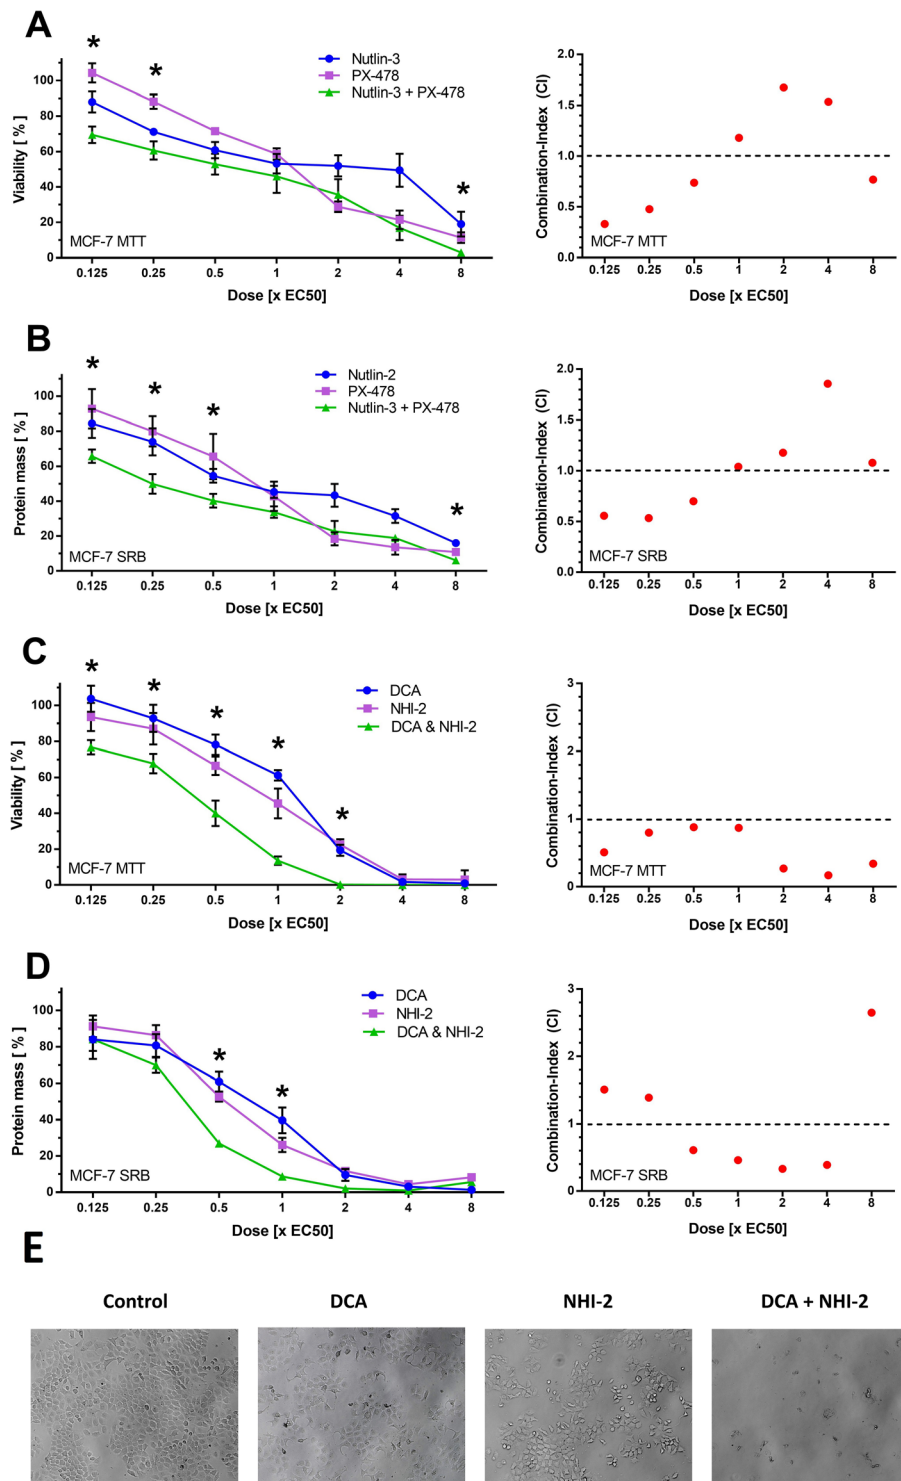 A
Viability [ % ]
100
80
60
40
20
0
* * *
Nutlin-3
PX-478
Nutlin-3 + PX-478
MCF-7 MTT
0.125 0.25 0.5 1 2 4 8
Dose [x EC50]
Combination-Index (CI)
2.0
1.5
1.0
0.5
0.0
MCF-7 MTT
0.125 0.25 0.5 1 2 4 8
Dose [x EC50]
B
Protein mass [ % ]
100
80
60
40
20
0
* * * *
Nutlin-2
PX-478
Nutlin-3 + PX-478
MCF-7 SRB
0.125 0.25 0.5 1 2 4 8
Dose [x EC50]
Combination-Index (CI)
2.0
1.5
1.0
0.5
0.0
MCF-7 SRB
0.125 0.25 0.5 1 2 4 8
Dose [x EC50]
C
Viability [ % ]
100
80
60
40
20
0
* * * * *
DCA
NHI-2
DCA & NHI-2
MCF-7 MTT
0.125 0.25 0.5 1 2 4 8
Dose [x EC50]
Combination-Index (CI)
3
2
1
0
MCF-7 MTT
0.125 0.25 0.5 1 2 4 8
Dose [x EC50]
D
Protein mass [ % ]
100
80
60
40
20
0
* *
DCA
NHI-2
DCA & NHI-2
MCF-7 SRB
0.125 0.25 0.5 1 2 4 8
Dose [x EC50]
Combination-Index (CI)
3
2
1
0
MCF-7 SRB
0.125 0.25 0.5 1 2 4 8
Dose [x EC50]
E
Control DCA NHI-2 DCA + NHI-2